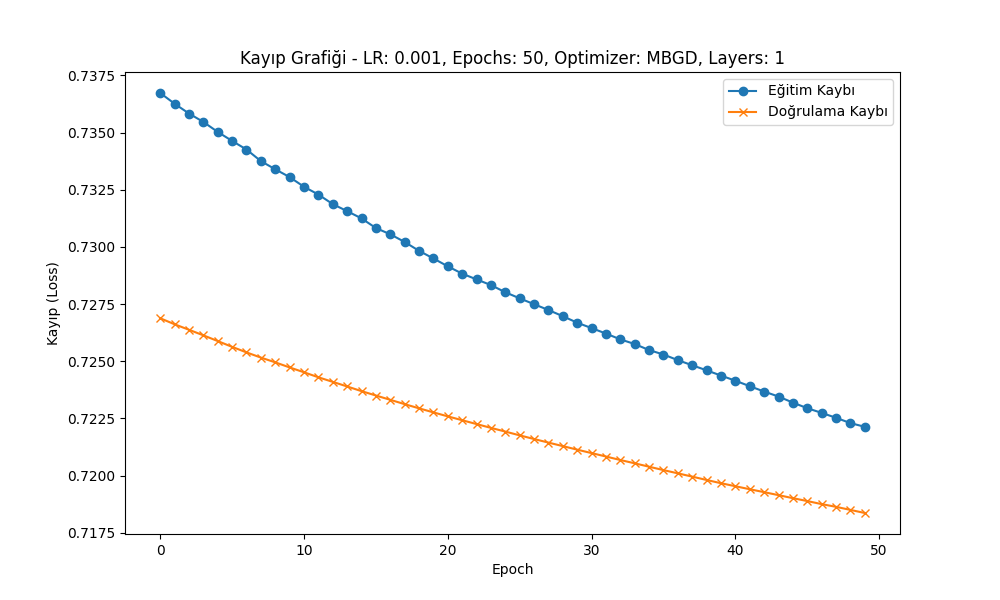 Kayıp Grafiği - LR: 0.001, Epochs: 50, Optimizer: MBGD, Layers: 1
Eğitim Kaybı
Doğrulama Kaybı
Kayıp (Loss)
0.7375
0.7350
0.7325
0.7300
0.7275
0.7250
0.7225
0.7200
0.7175
0 10 20 30 40 50
Epoch